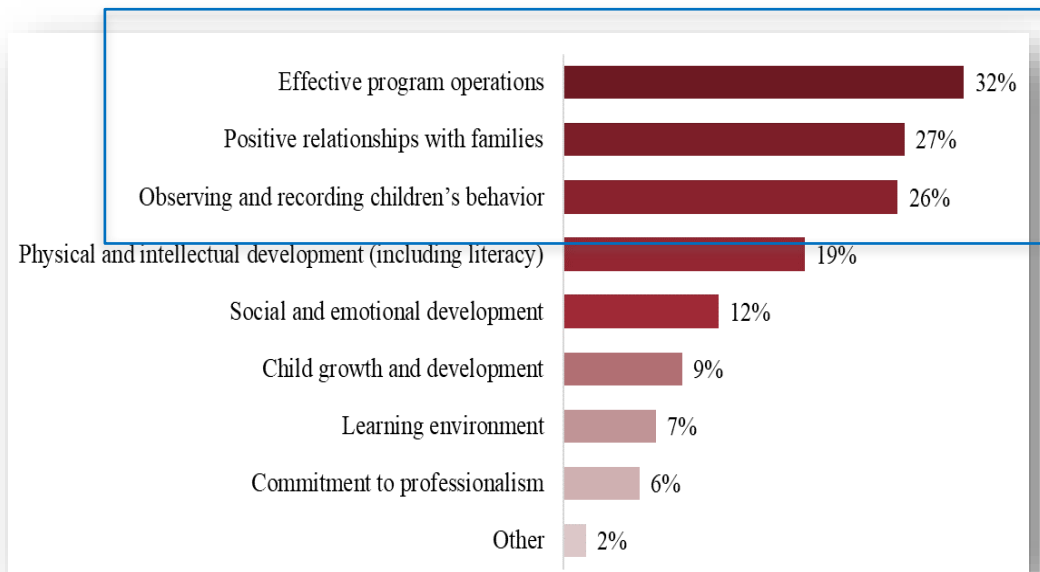 Effective program operations 32%
Positive relationships with families 27%
Observing and recording children’s behavior 26%
Physical and intellectual development (including literacy) 19%
Social and emotional development 12%
Child growth and development 9%
Learning environment 7%
Commitment to professionalism 6%
Other 2%